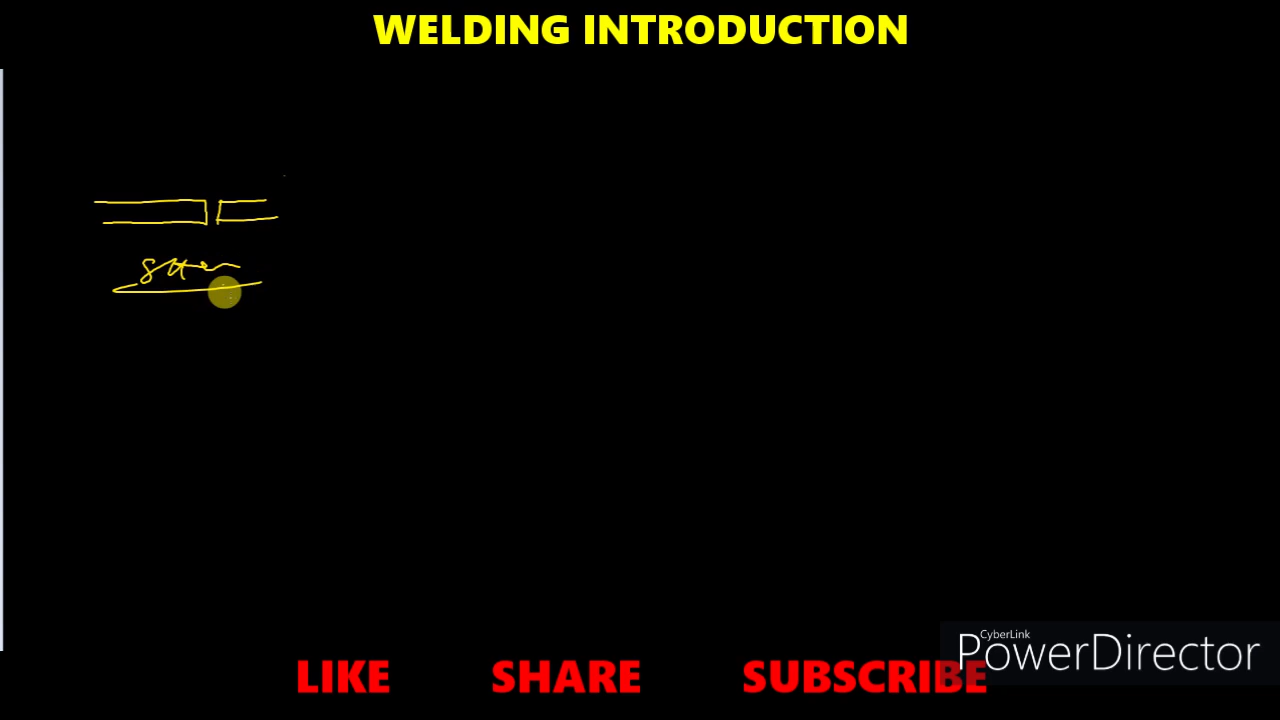 WELDING INTRODUCTION
CyberLink
PowerDirector
LIKE SHARE SUBSCRIBE